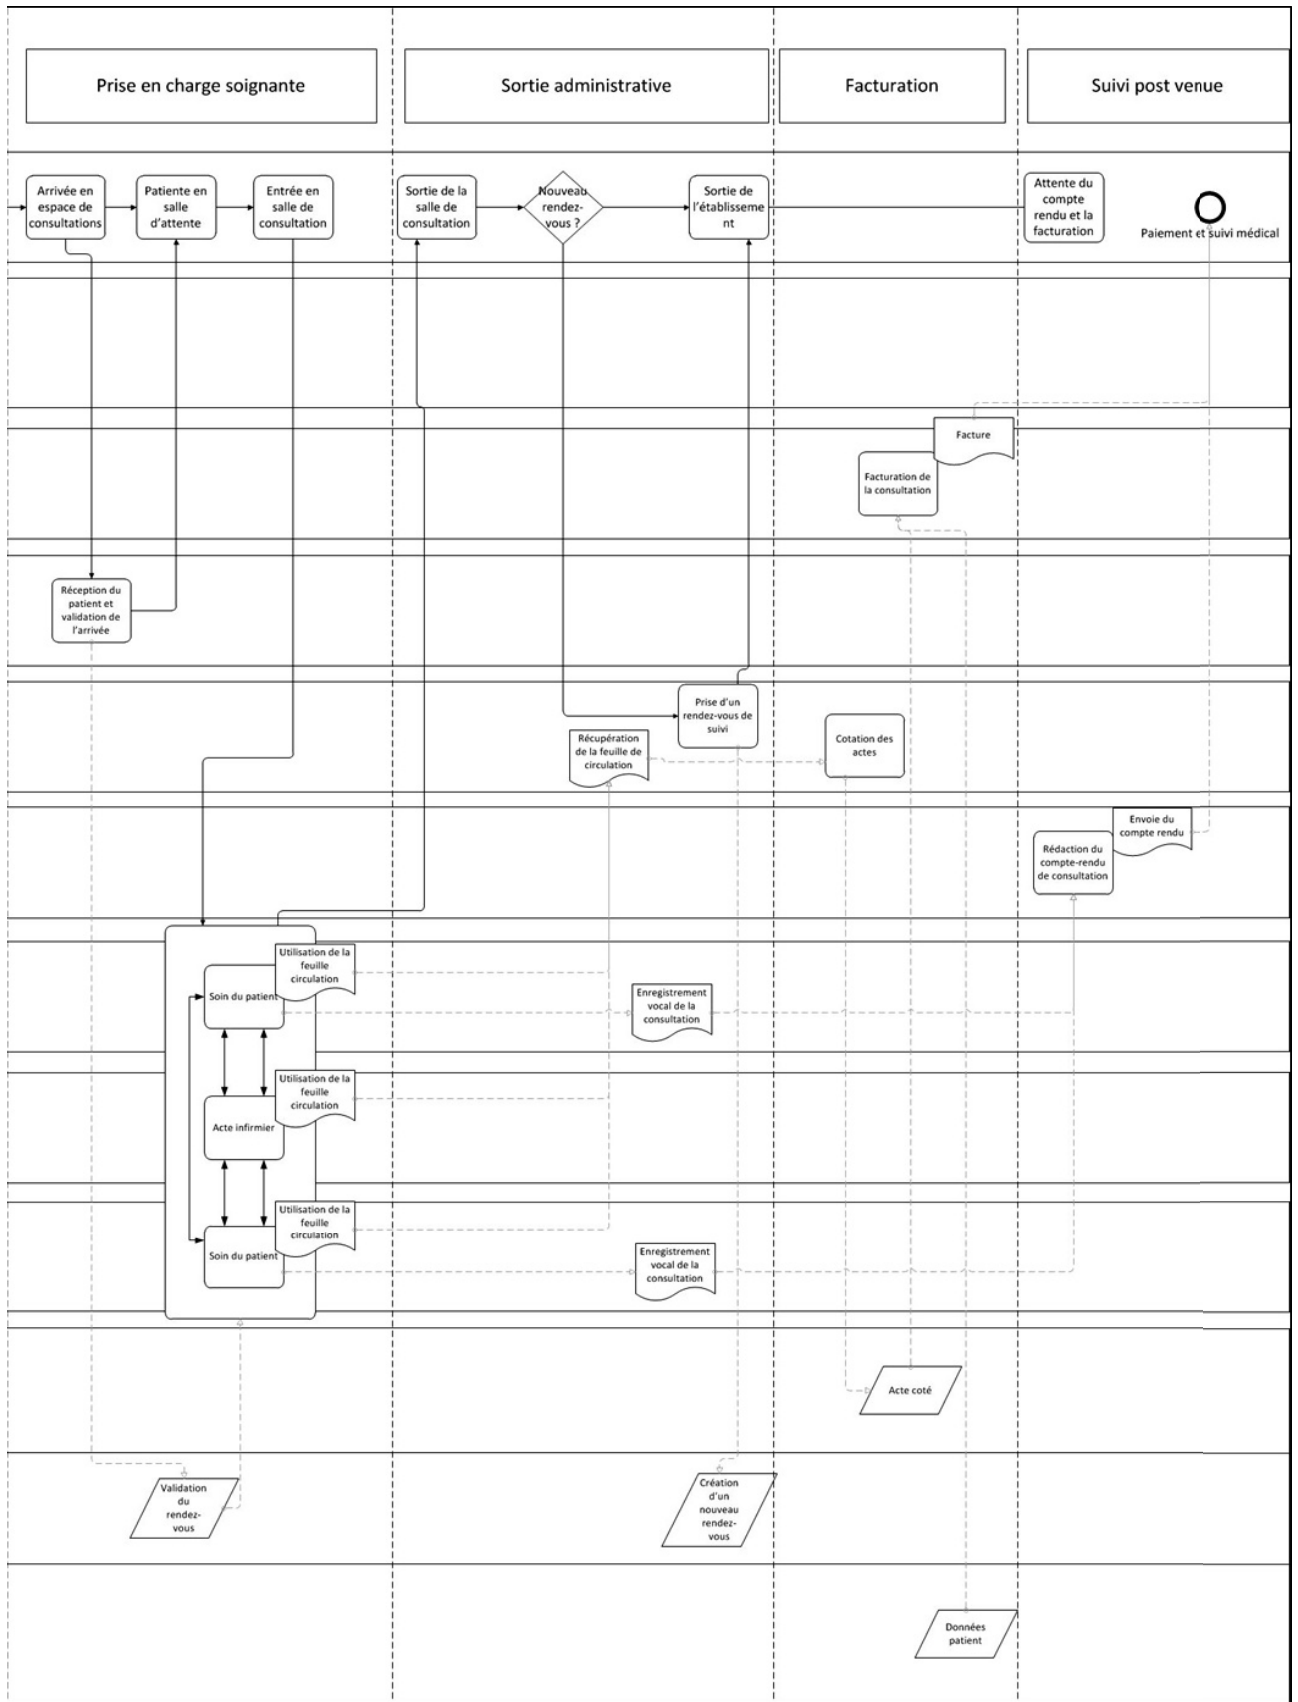 Prise en charge soignante
Sortie administrative
Facturation
Suivi post venue
Arrivée en
espace de
consultations
Patiente en
salle
d'attente
Entrée en
salle de
consultation
Sortie de la
salle de
consultation
Nouveau
rendez-
vous ?
Sortie de
l'établisseme
nt
Attente du
compte
rendu et la
facturation
Paiement et suivi médical
Facture
Facturation de
la consultation
Réception du
patient et
validation de
l'arrivée
Prise d'un
rendez-vous de
suivi
Récupération
de la feuille de
circulation
Cotation des
actes
Envoie du
compte rendu
Rédaction du
compte-rendu
de consultation
Utilisation de la
feuille
circulation
Soin du patient
Enregistrement
vocal de la
consultation
Utilisation de la
feuille
circulation
Acte infirmier
Utilisation de la
feuille
circulation
Soin du patient
Enregistrement
vocal de la
consultation
Acte coté
Validation
du
rendez-
vous
Création
d'un
nouveau
rendez-
vous
Données
patient